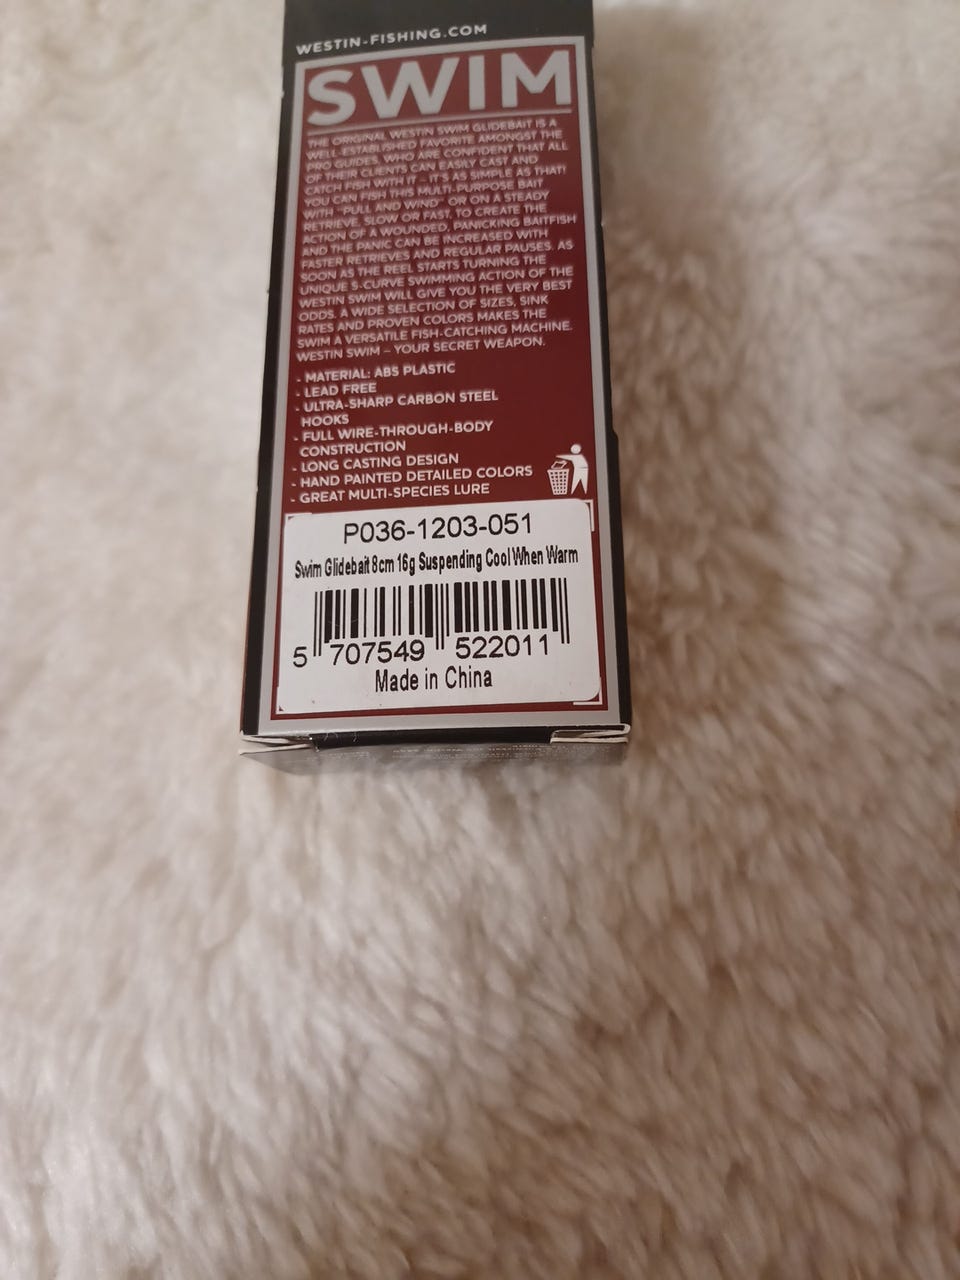 WESTIN-FISHING.COM
SWIM
THE ORIGINAL WESTIN SWIM GLIDEBAIT IS A
WELL-ESTABLISHED FAVORITE AMONGST THE
PRO GUIDES, WHO ARE CONFIDENT THAT ALL
OF THEIR CLIENTS CAN EASILY CAST AND
CATCH FISH WITH IT – IT'S AS SIMPLE AS THAT!
YOU CAN FISH THIS MULTI-PURPOSE BAIT
WITH "PULL AND WIND" OR ON A STEADY
RETRIEVE, SLOW OR FAST, TO CREATE THE
ACTION OF A WOUNDED, PANICKING BAITFISH
AND THE PANIC CAN BE INCREASED WITH
FASTER RETRIEVES AND REGULAR PAUSES. AS
SOON AS THE REEL STARTS TURNING THE
UNIQUE S-CURVE SWIMMING ACTION OF THE
WESTIN SWIM WILL GIVE YOU THE VERY BEST
ODDS. A WIDE SELECTION OF SIZES, SINK
RATES AND PROVEN COLORS MAKES THE
SWIM A VERSATILE FISH-CATCHING MACHINE.
WESTIN SWIM – YOUR SECRET WEAPON.
- MATERIAL: ABS PLASTIC
- LEAD FREE
- ULTRA-SHARP CARBON STEEL
HOOKS
- FULL WIRE-THROUGH-BODY
CONSTRUCTION
- LONG CASTING DESIGN
- HAND PAINTED DETAILED COLORS
- GREAT MULTI-SPECIES LURE
P036-1203-051
Swim Glidebait 8cm 16g Suspending Cool When Warm
5 707549 522011
Made in China